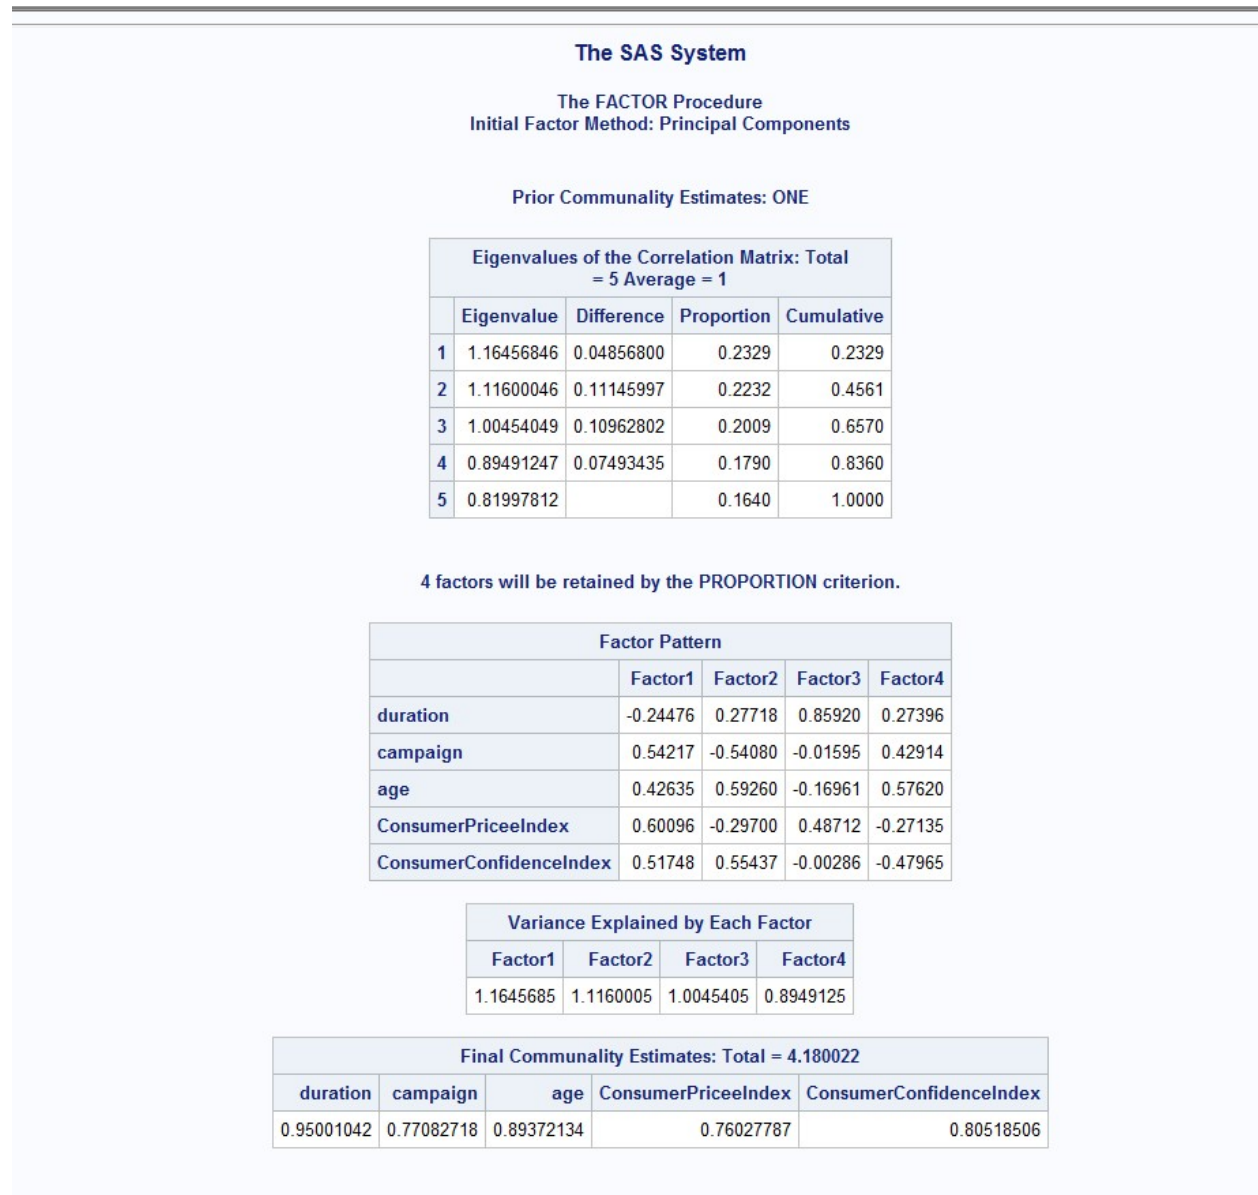 The SAS System
The FACTOR Procedure
Initial Factor Method: Principal Components
Prior Communality Estimates: ONE
Eigenvalues of the Correlation Matrix: Total
= 5 Average = 1
Eigenvalue Difference Proportion Cumulative
1 1.16456846 0.04856800 0.2329 0.2329
2 1.11600046 0.11145997 0.2232 0.4561
3 1.00454049 0.10962802 0.2009 0.6570
4 0.89491247 0.07493435 0.1790 0.8360
5 0.81997812 0.1640 1.0000
4 factors will be retained by the PROPORTION criterion.
Factor Pattern
Factor1 Factor2 Factor3 Factor4
duration -0.24476 0.27718 0.85920 0.27396
campaign 0.54217 -0.54080 -0.01595 0.42914
age 0.42635 0.59260 -0.16961 0.57620
ConsumerPriceeIndex 0.60096 -0.29700 0.48712 -0.27135
ConsumerConfidenceIndex 0.51748 0.55437 -0.00286 -0.47965
Variance Explained by Each Factor
Factor1 Factor2 Factor3 Factor4
1.1645685 1.1160005 1.0045405 0.8949125
Final Communality Estimates: Total = 4.180022
duration campaign age ConsumerPriceeIndex ConsumerConfidenceIndex
0.95001042 0.77082718 0.89372134 0.76027787 0.80518506